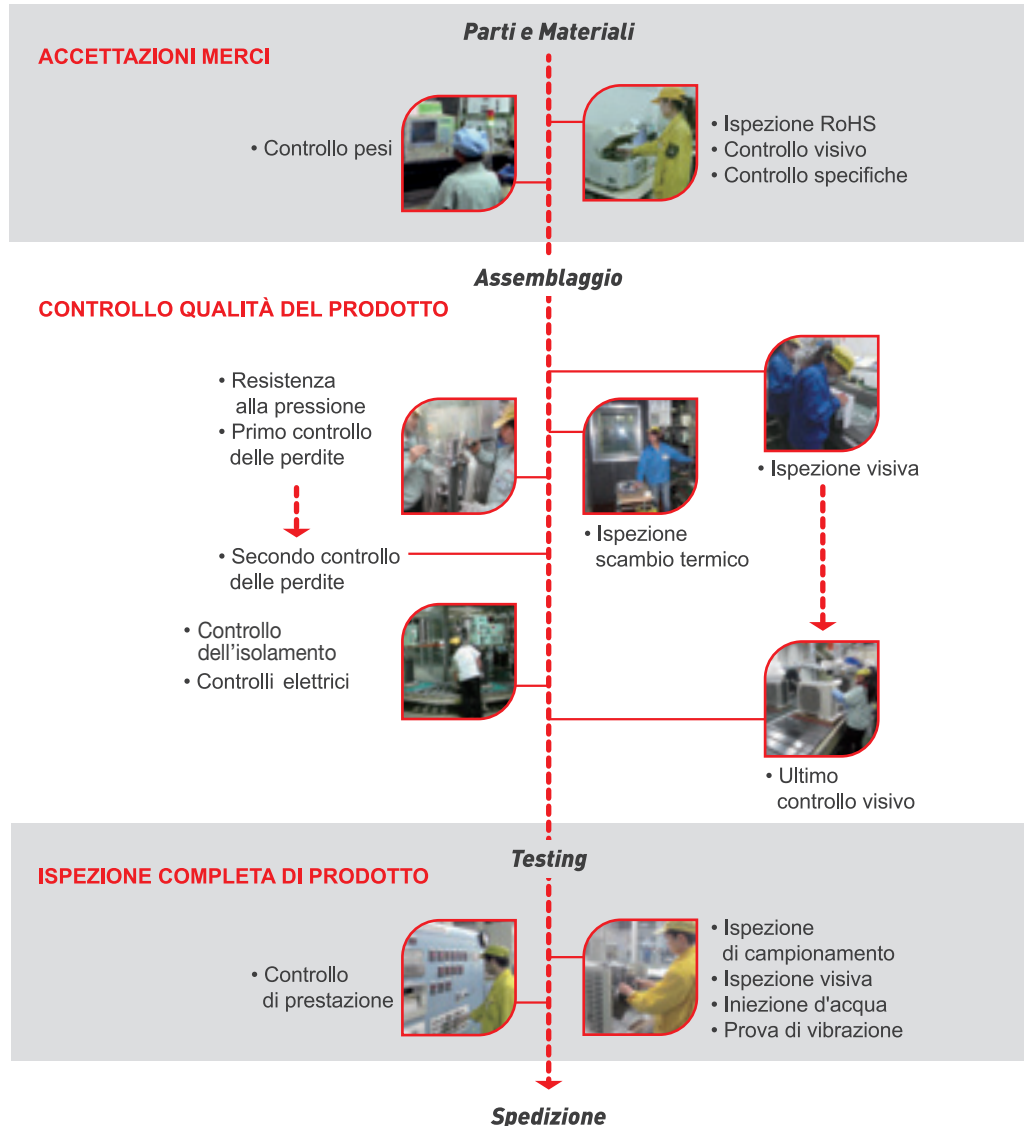 Parti e Materiali
ACCETTAZIONI MERCI
• Controllo pesi
• Ispezione RoHS
• Controllo visivo
• Controllo specifiche
Assemblaggio
CONTROLLO QUALITÀ DEL PRODOTTO
• Resistenza
alla pressione
• Primo controllo
delle perdite
• Ispezione visiva
• Ispezione
scambio termico
• Secondo controllo
delle perdite
• Controllo
dell'isolamento
• Controlli elettrici
• Ultimo
controllo visivo
Testing
ISPEZIONE COMPLETA DI PRODOTTO
• Controllo
di prestazione
• Ispezione
di campionamento
• Ispezione visiva
• Iniezione d'acqua
• Prova di vibrazione
Spedizione